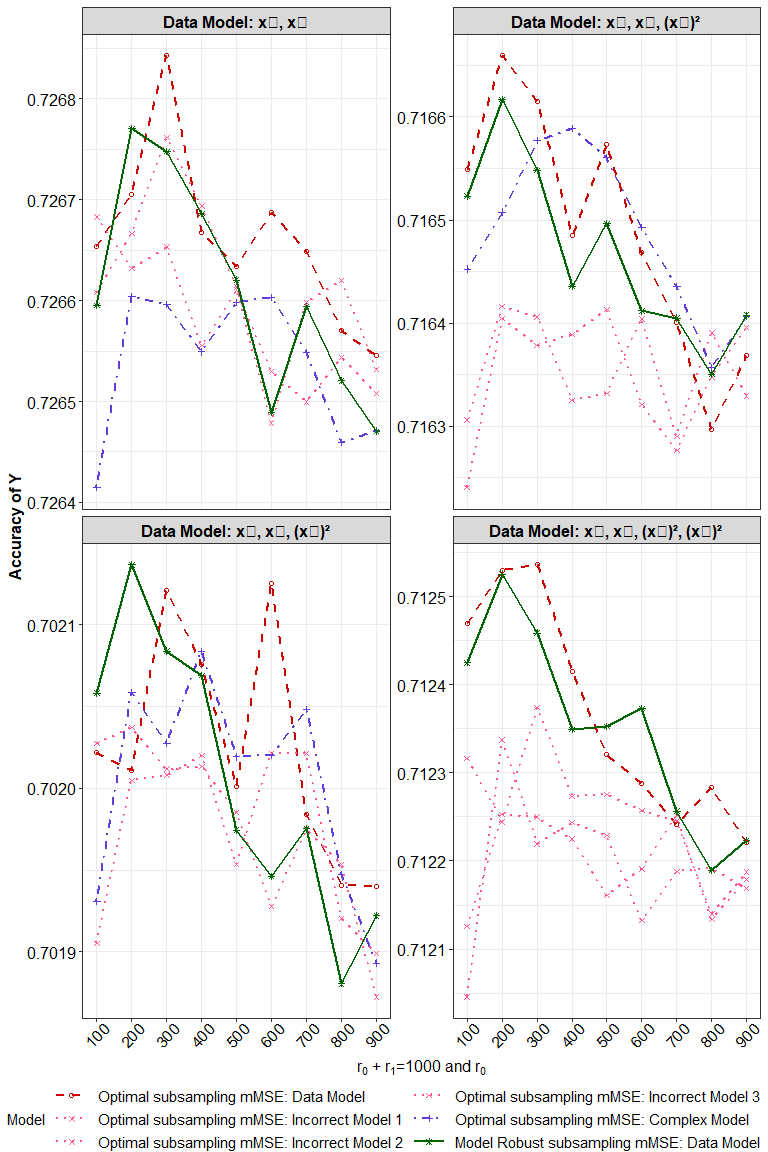 Data Model: x▯, x▯
Data Model: x▯, x▯, (x▯)²
0.7268
0.7267
0.7266
0.7265
0.7264
0.7166
0.7165
0.7164
0.7163
Accuracy of Y
Data Model: x▯, x▯, (x▯)²
Data Model: x▯, x▯, (x▯)², (x▯)²
0.7021
0.7020
0.7019
0.7125
0.7124
0.7123
0.7122
0.7121
100 200 300 400 500 600 700 800 900
100 200 300 400 500 600 700 800 900
r₀ + r₁=1000 and r₀
Model
Optimal subsampling mMSE: Data Model
Optimal subsampling mMSE: Incorrect Model 1
Optimal subsampling mMSE: Incorrect Model 2
Optimal subsampling mMSE: Incorrect Model 3
Optimal subsampling mMSE: Complex Model
Model Robust subsampling mMSE: Data Model